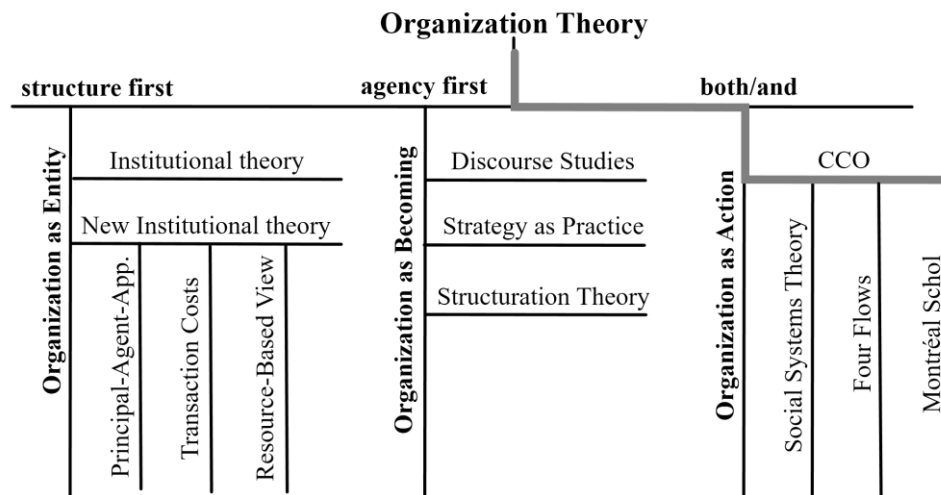 Organization Theory
structure first
agency first
both/and
Organization as Entity
Institutional theory
New Institutional theory
Principal-Agent-App.
Transaction Costs
Resource-Based View
Organization as Becoming
Discourse Studies
Strategy as Practice
Structuration Theory
Organization as Action
CCO
Social Systems Theory
Four Flows
Montréal Schol